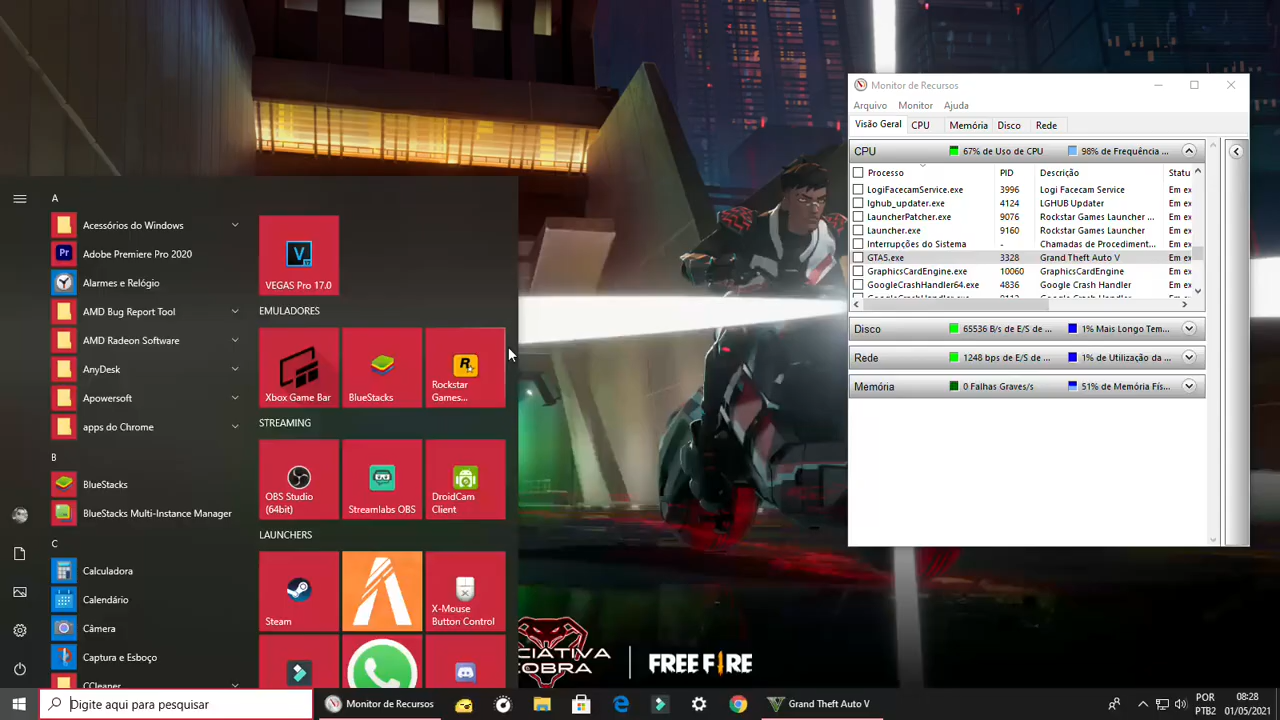 A
Acessórios do Windows
Adobe Premiere Pro 2020
Alarmes e Relógio
AMD Bug Report Tool
AMD Radeon Software
AnyDesk
Apowersoft
apps do Chrome
B
BlueStacks
BlueStacks Multi-Instance Manager
C
Calculadora
Calendário
Câmera
Captura e Esboço
CCleaner
VEGAS Pro 17.0
EMULADORES
Xbox Game Bar
BlueStacks
Rockstar
Games...
STREAMING
OBS Studio
(64bit)
Streamlabs OBS
DroidCam
Client
LAUNCHERS
Steam
X-Mouse
Button Control
Monitor de Recursos
Arquivo Monitor Ajuda
Visão Geral CPU Memória Disco Rede
CPU 67% de Uso de CPU 98% de Frequência ...
Processo PID Descrição Statu
LogiFacecamService.exe 3996 Logi Facecam Service Em ex
lghub_updater.exe 4124 LGHUB Updater Em ex
LauncherPatcher.exe 9076 Rockstar Games Launcher ... Em ex
Launcher.exe 9160 Rockstar Games Launcher Em ex
Interrupções do Sistema - Chamadas de Procediment... Em ex
GTA5.exe 3328 Grand Theft Auto V Em ex
GraphicsCardEngine.exe 10060 GraphicsCardEngine Em ex
GoogleCrashHandler64.exe 4836 Google Crash Handler Em ex
Disco 65536 B/s de E/S de ... 1% Mais Longo Tem...
Rede 1248 bps de E/S de ... 1% de Utilização da ...
Memória 0 Falhas Graves/s 51% de Memória Fís...
ICIATIVA
COBRA
FREE FIRE
Digite aqui para pesquisar
Monitor de Recursos
Grand Theft Auto V
POR
PTB2
08:28
01/05/2021